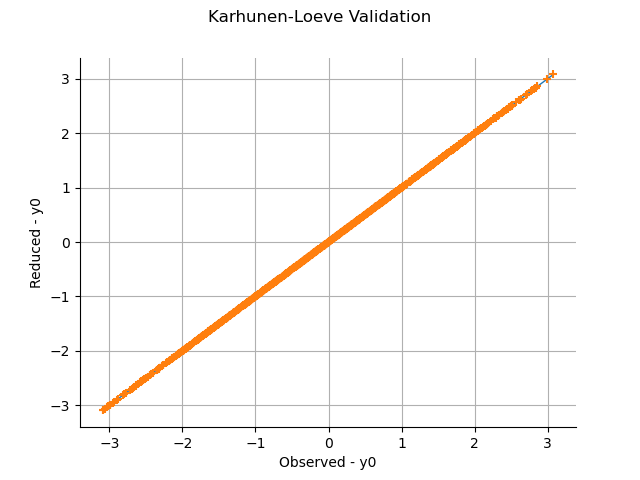 Karhunen-Loeve Validation
Reduced - y0
3
2
1
0
−1
−2
−3
−3 −2 −1 0 1 2 3
Observed - y0